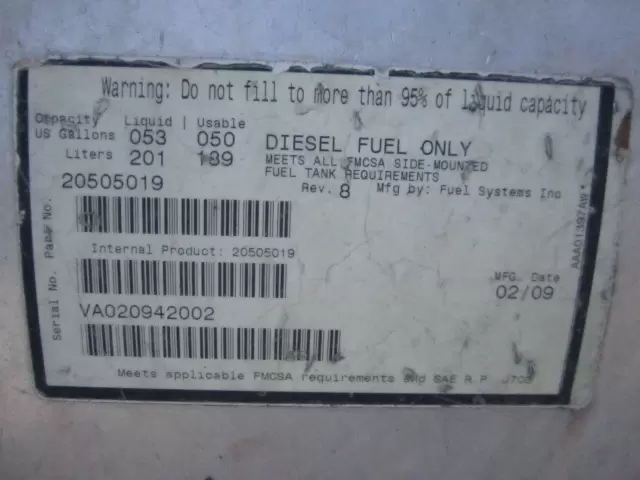 Warning: Do not fill to more than 95% of liquid capacity
Capacity Liquid | Usable
US Gallons 053 050
Liters 201 189
DIESEL FUEL ONLY
MEETS ALL FMCSA SIDE-MOUNTED
FUEL TANK REQUIREMENTS
Rev. 8 Mfg by: Fuel Systems Inc
Part No.
20505019
Internal Product: 20505019
Serial No.
VA020942002
MFG. Date
02/09
AAA01397AW
Meets applicable FMCSA requirements and SAE R.P. J703